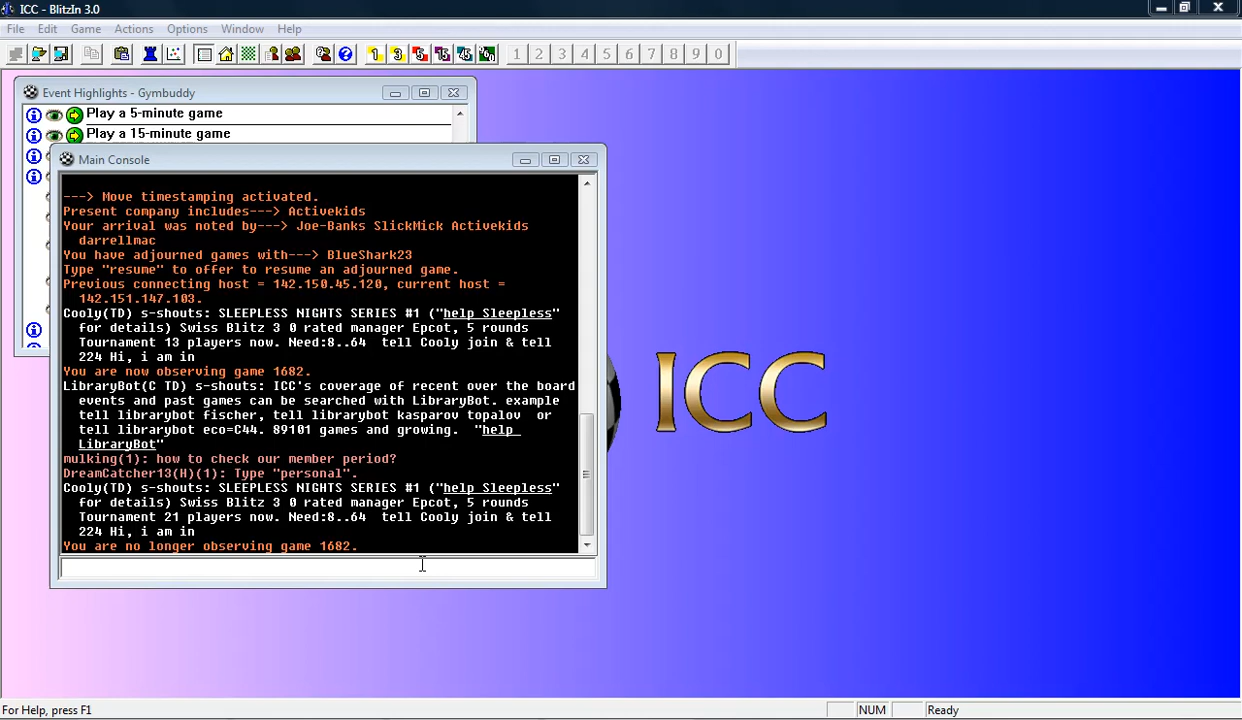 ICC - BlitzIn 3.0
File Edit Game Actions Options Window Help
1 3 5 15 45 1 2 3 4 5 6 7 8 9 0
Event Highlights - Gymbuddy
Play a 5-minute game
Play a 15-minute game
Main Console
---> Move timestamping activated.
Present company includes---> Activekids
Your arrival was noted by---> Joe-Banks SlickMick Activekids
darrellmac
You have adjourned games with---> BlueShark23
Type "resume" to offer to resume an adjourned game.
Previous connecting host = 142.150.45.120, current host =
142.151.147.103.
Cooly(TD) s-shouts: SLEEPLESS NIGHTS SERIES #1 ("help Sleepless"
for details) Swiss Blitz 3 0 rated manager Epcot, 5 rounds
Tournament 13 players now. Need:8..64  tell Cooly join & tell
224 Hi, i am in
You are now observing game 1682.
LibraryBot(C TD) s-shouts: ICC's coverage of recent over the board
events and past games can be searched with LibraryBot. example
tell librarybot fischer, tell librarybot kasparov topalov  or
tell librarybot eco=C44. 89101 games and growing.  "help
LibraryBot"
mulking(1): how to check our member period?
DreamCatcher13(H)(1): Type "personal".
Cooly(TD) s-shouts: SLEEPLESS NIGHTS SERIES #1 ("help Sleepless"
for details) Swiss Blitz 3 0 rated manager Epcot, 5 rounds
Tournament 21 players now. Need:8..64  tell Cooly join & tell
224 Hi, i am in
You are no longer observing game 1682.
ICC
For Help, press F1
NUM
Ready